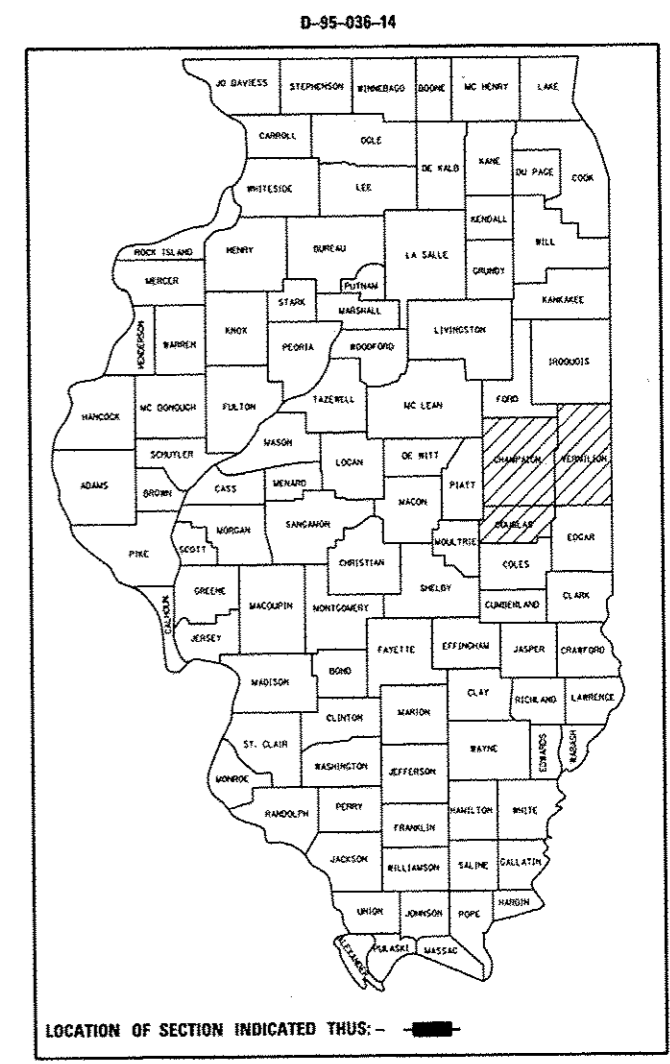 D-95-036-14
JO DAVIESS STEPHENSON WINNEBAGO BOONE MC HENRY LAKE
CARROLL OGLE DE KALB KANE DU PAGE COOK
WHITESIDE LEE
KENDALL WILL
ROCK ISLAND HENRY BUREAU LA SALLE GRUNDY
MERCER PUTNAM
STARK MARSHALL KANKAKEE
HENDERSON WARREN KNOX PEORIA WOODFORD LIVINGSTON IROQUOIS
HANCOCK MC DONOUGH FULTON TAZEWELL MC LEAN FORD
MASON
SCHUYLER LOGAN DE WITT CHAMPAIGN VERMILION
ADAMS BROWN CASS MENARD MACON PIATT
PIKE SCOTT MORGAN SANGAMON MOULTRIE DOUGLAS EDGAR
CHRISTIAN COLES
CALHOUN GREENE MACOUPIN MONTGOMERY SHELBY CUMBERLAND CLARK
JERSEY FAYETTE EFFINGHAM JASPER CRAWFORD
MADISON BOND CLAY RICHLAND LAWRENCE
CLINTON MARION
ST. CLAIR WAYNE EDWARDS WABASH
MONROE WASHINGTON JEFFERSON
RANDOLPH PERRY HAMILTON WHITE
FRANKLIN
JACKSON WILLIAMSON SALINE GALLATIN
UNION JOHNSON POPE HARDIN
ALEXANDER PULASKI MASSAC
LOCATION OF SECTION INDICATED THUS: -